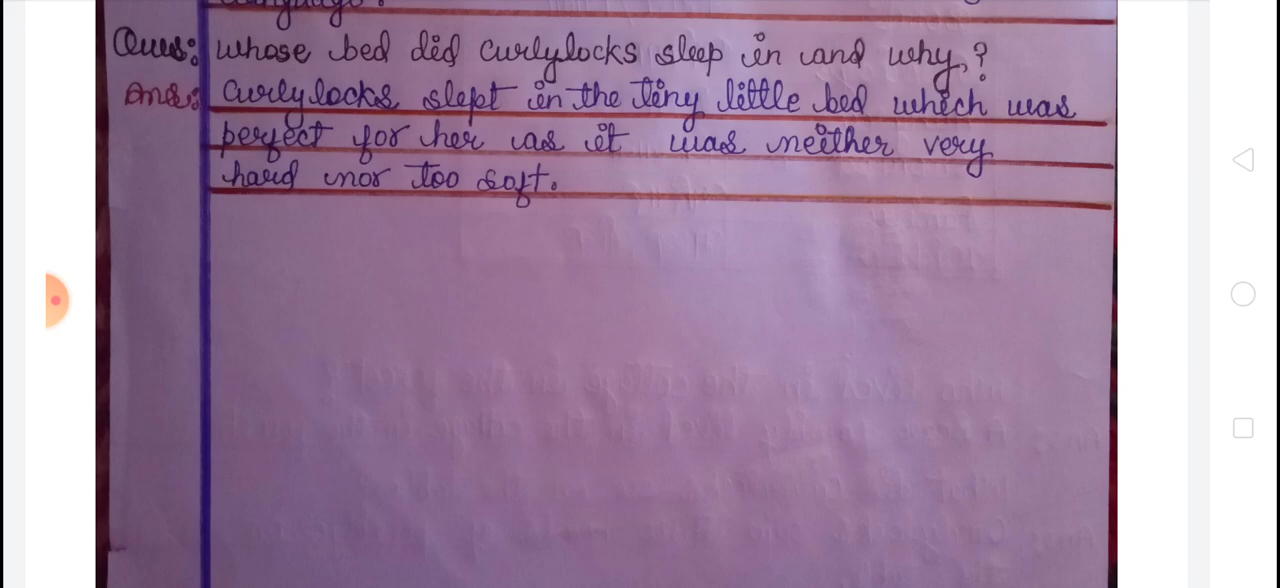 language.
Ques: whose bed did curlylocks sleep in and why?
Ans: Curlylocks slept in the tiny little bed which was
perfect for her as it was neither very
hard nor too soft.